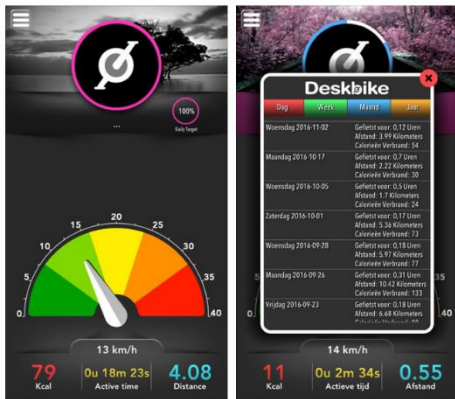 100%
Daily Target
...
0
5
10
15
20
25
30
35
40
13 km/h
79
Kcal
0u 18m 23s
Active time
4.08
Distance
Deskbike
Dag
Week
Maand
Jaar
Woensdag 2016-11-02
Gefietst voor: 0,12 Uren
Afstand: 3.99 Kilometers
Calorieën Verbrand: 54
Maandag 2016-10-17
Gefietst voor: 0,7 Uren
Afstand: 2.22 Kilometers
Calorieën Verbrand: 30
Woensdag 2016-10-05
Gefietst voor: 0,5 Uren
Afstand: 1.7 Kilometers
Calorieën Verbrand: 24
Zaterdag 2016-10-01
Gefietst voor: 0,17 Uren
Afstand: 5.36 Kilometers
Calorieën Verbrand: 73
Woensdag 2016-09-28
Gefietst voor: 0,18 Uren
Afstand: 5.97 Kilometers
Calorieën Verbrand: 77
Maandag 2016-09-26
Gefietst voor: 0,31 Uren
Afstand: 10.42 Kilometers
Calorieën Verbrand: 133
Vrijdag 2016-09-23
Gefietst voor: 0,18 Uren
Afstand: 6.68 Kilometers
5
35
0
40
14 km/h
11
Kcal
0u 2m 34s
Actieve tijd
0.55
Afstand